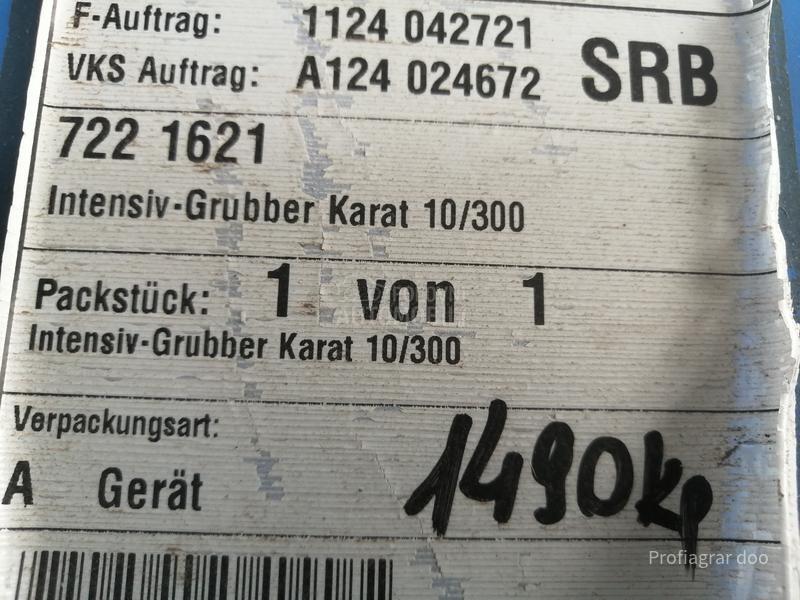 F-Auftrag: 1124 042721
VKS Auftrag: A124 024672
SRB
722 1621
Intensiv-Grubber Karat 10/300
Packstück: 1 von 1
Intensiv-Grubber Karat 10/300
Verpackungsart:
A Gerät
1490kg
Profiagrar doo